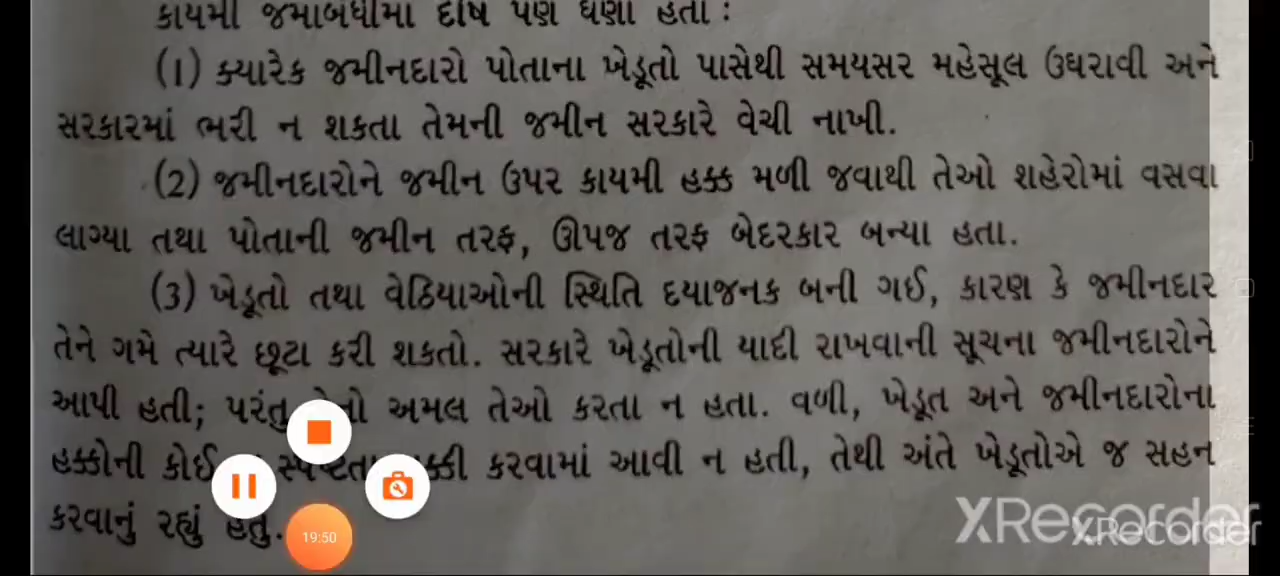 કાયમી જમાબંધીમાં દોષ પણ ઘણા હતા :
(1) ક્યારેક જમીનદારો પોતાના ખેડૂતો પાસેથી સમયસર મહેસૂલ ઉઘરાવી અને
સરકારમાં ભરી ન શકતા તેમની જમીન સરકારે વેચી નાખી.
(2) જમીનદારોને જમીન ઉપર કાયમી હક્ક મળી જવાથી તેઓ શહેરોમાં વસવા
લાગ્યા તથા પોતાની જમીન તરફ, ઊપજ તરફ બેદરકાર બન્યા હતા.
(3) ખેડૂતો તથા વેઠિયાઓની સ્થિતિ દયાજનક બની ગઈ, કારણ કે જમીનદાર
તેને ગમે ત્યારે છૂટા કરી શકતો. સરકારે ખેડૂતોની યાદી રાખવાની સૂચના જમીનદારોને
આપી હતી; પરંતુ અમલ તેઓ કરતા ન હતા. વળી, ખેડૂત અને જમીનદારોના
હક્કોની કોઈ કરવામાં આવી ન હતી, તેથી અંતે ખેડૂતોએ જ સહન
કરવાનું રહ્યું હતું.
19:50
XRecorder
XRecorder